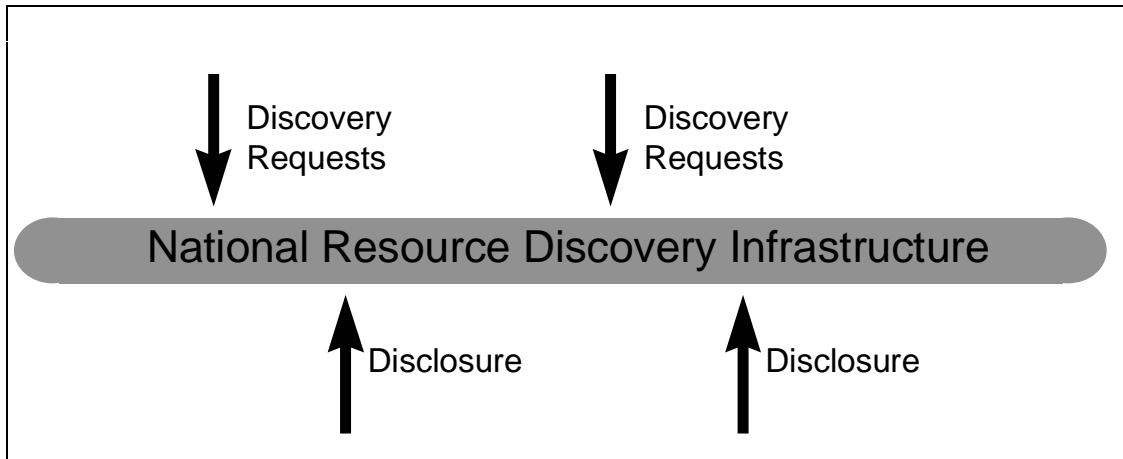 Discovery
Requests
Discovery
Requests
National Resource Discovery Infrastructure
Disclosure
Disclosure